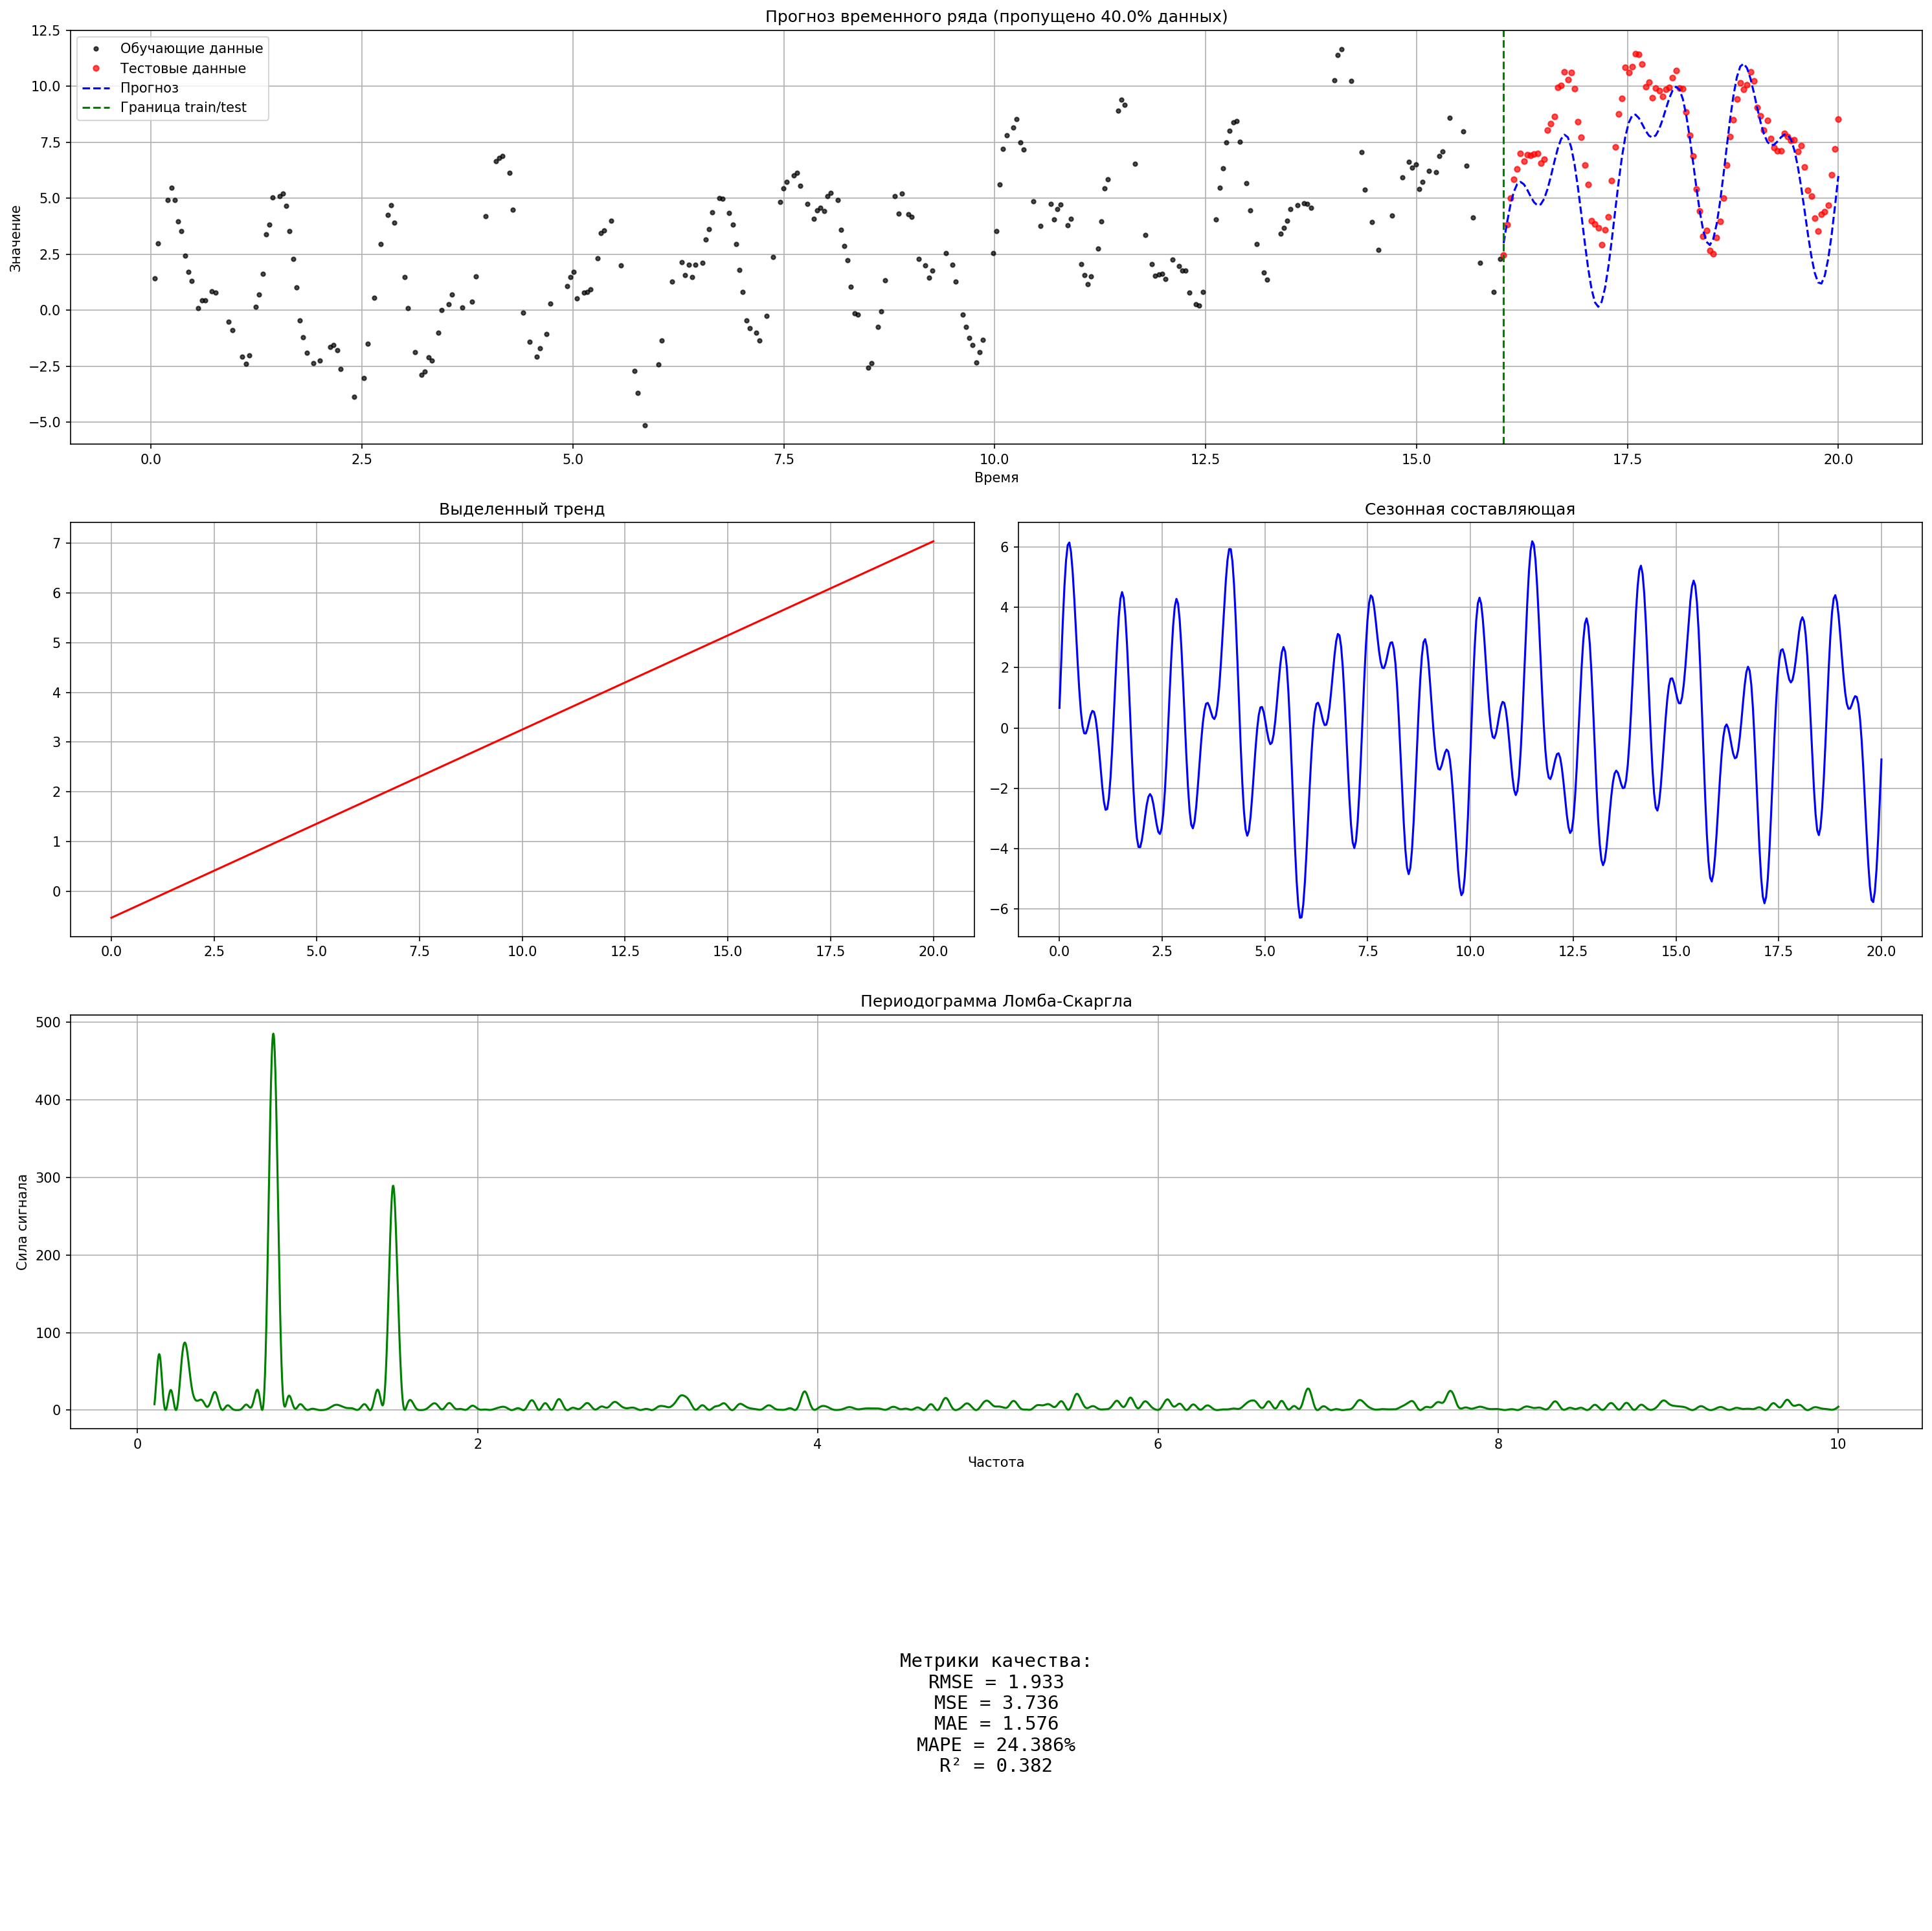 Прогноз временного ряда (пропущено 40.0% данных)
Обучающие данные
Тестовые данные
Прогноз
Граница train/test
Значение
12.5
10.0
7.5
5.0
2.5
0.0
−2.5
−5.0
0.0 2.5 5.0 7.5 10.0 12.5 15.0 17.5 20.0
Время
Выделенный тренд
7
6
5
4
3
2
1
0
0.0 2.5 5.0 7.5 10.0 12.5 15.0 17.5 20.0
Сезонная составляющая
6
4
2
0
−2
−4
−6
0.0 2.5 5.0 7.5 10.0 12.5 15.0 17.5 20.0
Периодограмма Ломба-Скаргла
Сила сигнала
500
400
300
200
100
0
0 2 4 6 8 10
Частота
Метрики качества:
RMSE = 1.933
MSE = 3.736
MAE = 1.576
MAPE = 24.386%
R² = 0.382